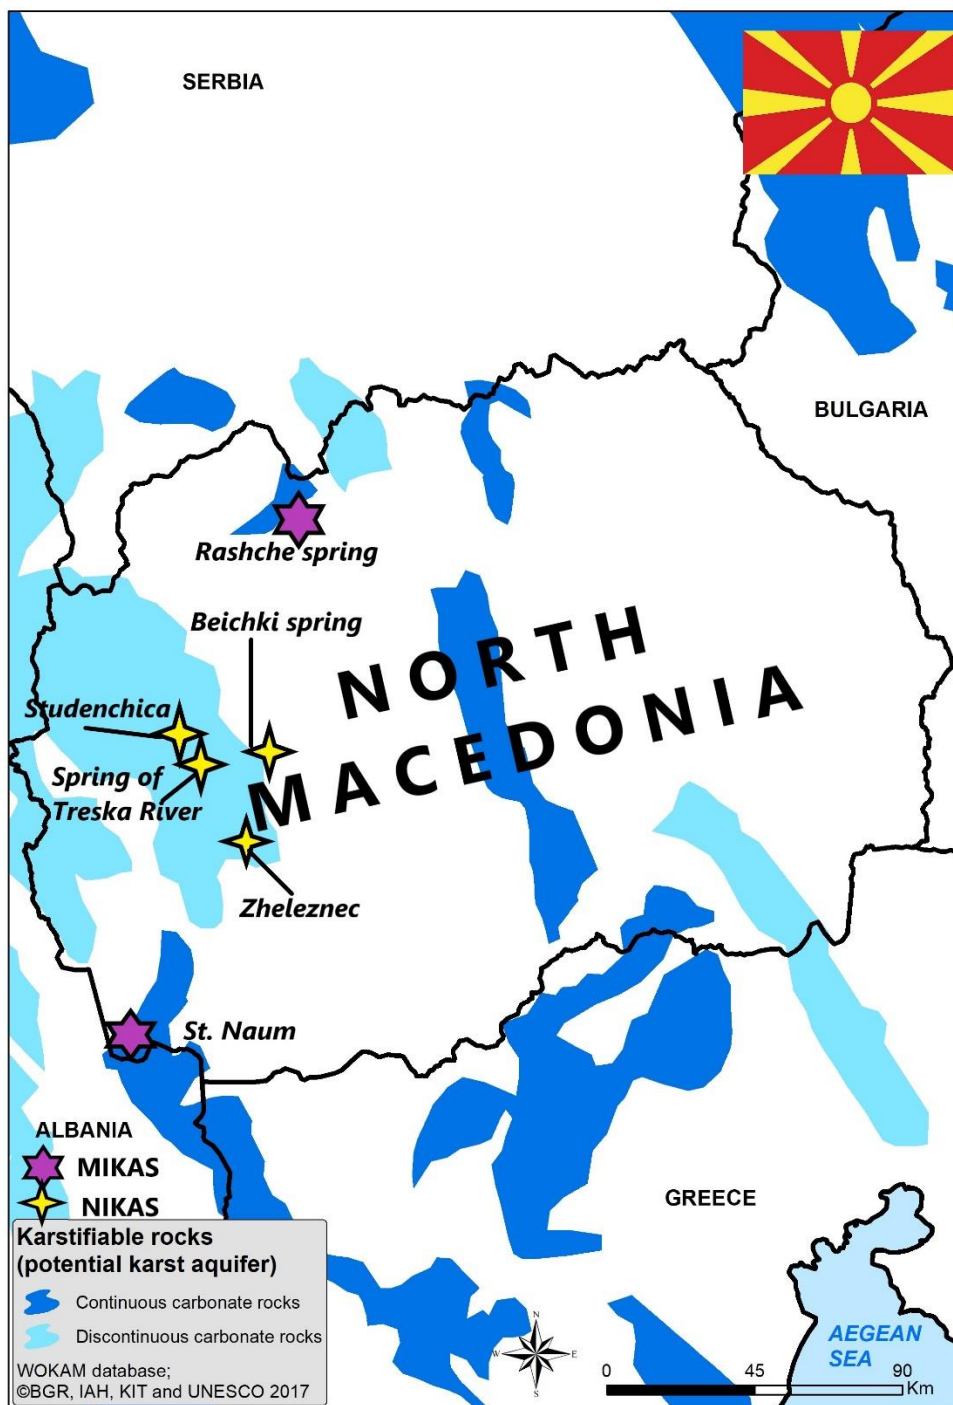 SERBIA
BULGARIA
Rashche spring
Beichki spring
NORTH
MACEDONIA
Studenchica
Spring of
Treska River
Zheleznec
St. Naum
ALBANIA
MIKAS
NIKAS
GREECE
Karstifiable rocks
(potential karst aquifer)
Continuous carbonate rocks
Discontinuous carbonate rocks
WOKAM database;
©BGR, IAH, KIT and UNESCO 2017
N
W
E
S
AEGEAN
SEA
0 45 90
Km